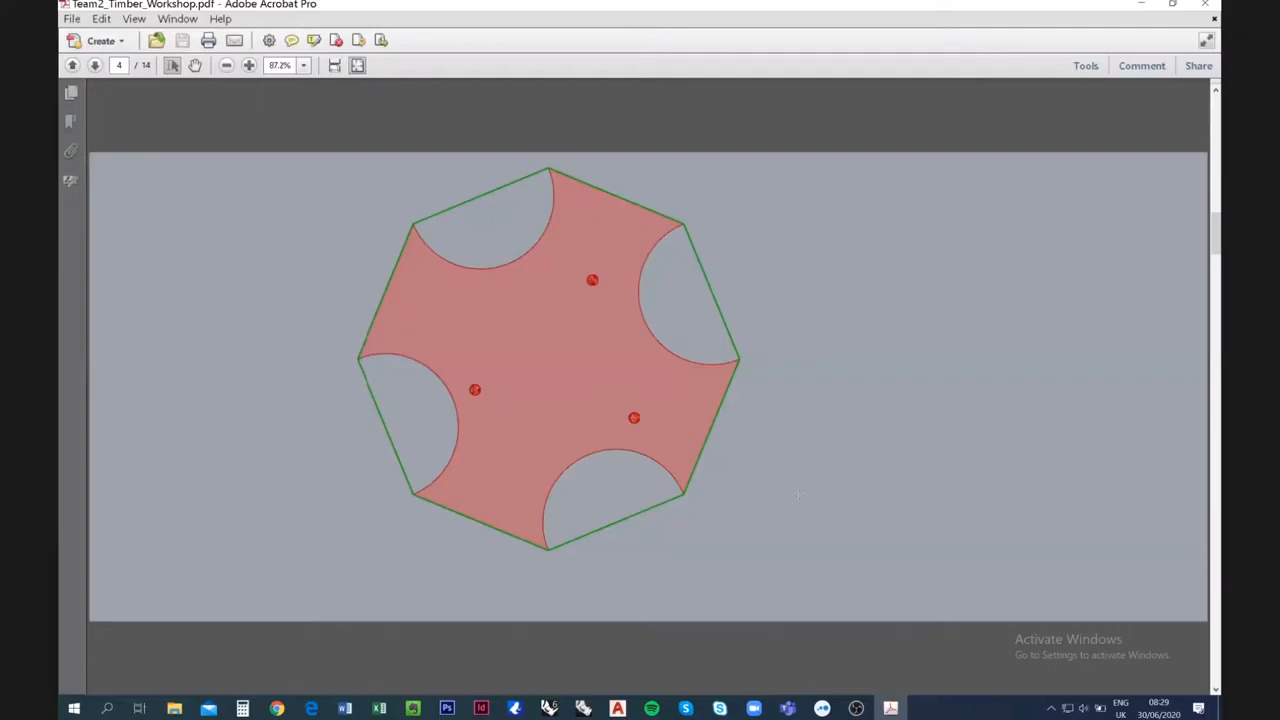 Team2_Timber_Workshop.pdf - Adobe Acrobat Pro
File Edit View Window Help
Create
4 / 14 87.2% Tools Comment Share
Activate Windows
Go to Settings to activate Windows.
ENG 08:29
UK 30/06/2020